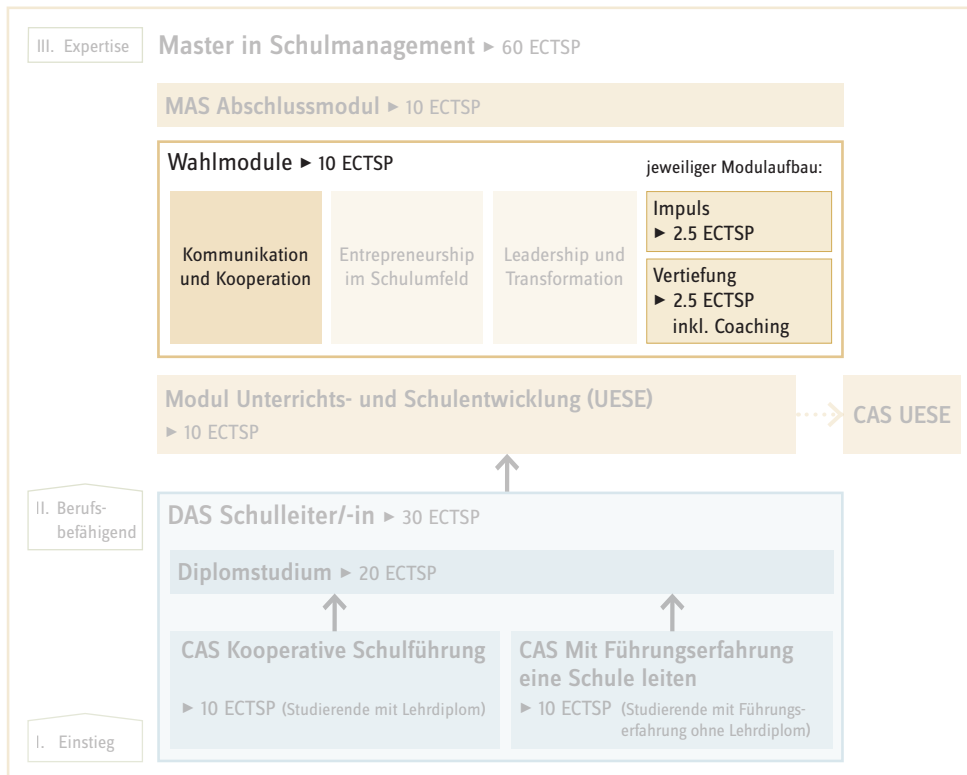 III. Expertise
Master in Schulmanagement ► 60 ECTSP
MAS Abschlussmodul ► 10 ECTSP
Wahlmodule ► 10 ECTSP
jeweiliger Modulaufbau:
Kommunikation
und Kooperation
Entrepreneurship
im Schulumfeld
Leadership und
Transformation
Impuls
► 2.5 ECTSP
Vertiefung
► 2.5 ECTSP
inkl. Coaching
Modul Unterrichts- und Schulentwicklung (UESE)
► 10 ECTSP
CAS UESE
II. Berufs-
befähigend
DAS Schulleiter/-in ► 30 ECTSP
Diplomstudium ► 20 ECTSP
CAS Kooperative Schulführung
► 10 ECTSP (Studierende mit Lehrdiplom)
CAS Mit Führungserfahrung
eine Schule leiten
► 10 ECTSP (Studierende mit Führungs-
erfahrung ohne Lehrdiplom)
I. Einstieg